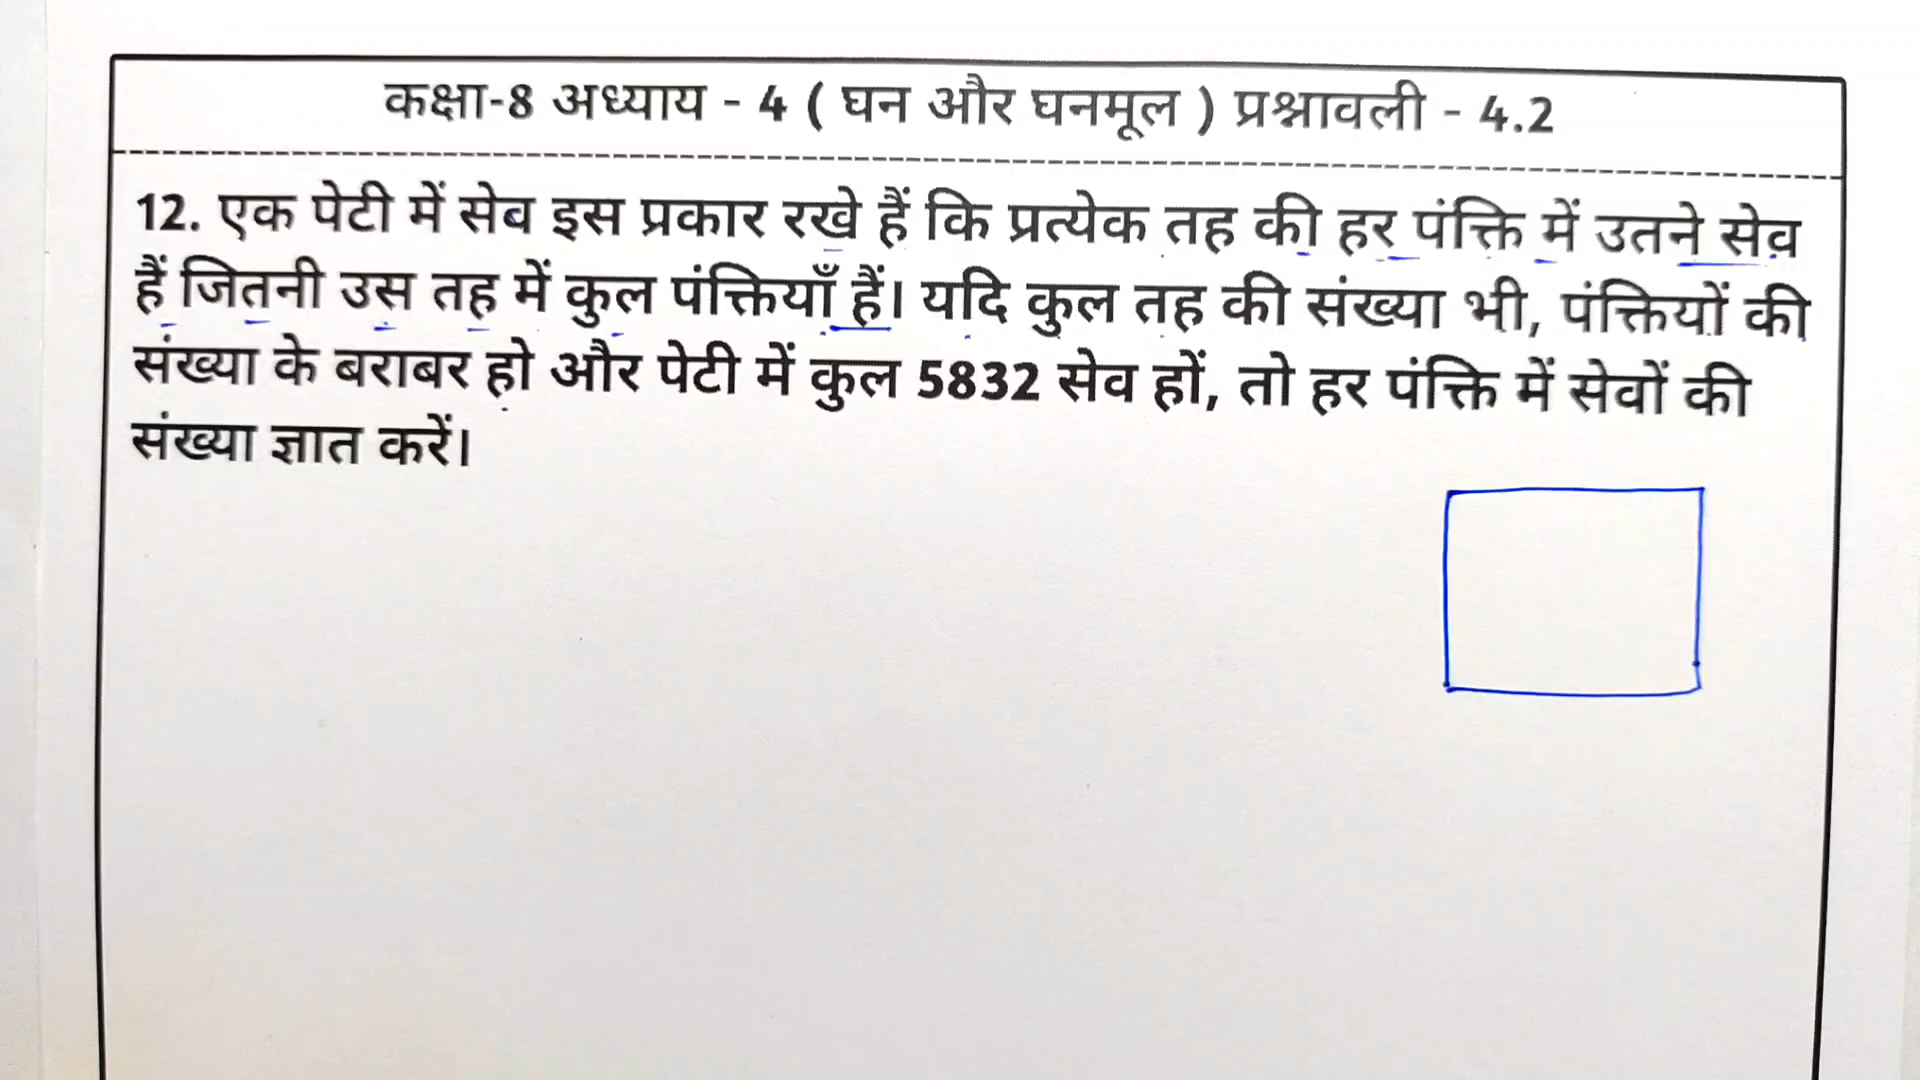 कक्षा-8 अध्याय - 4 ( घन और घनमूल ) प्रश्नावली - 4.2
12. एक पेटी में सेब इस प्रकार रखे हैं कि प्रत्येक तह की हर पंक्ति में उतने सेव
हैं जितनी उस तह में कुल पंक्तियाँ हैं। यदि कुल तह की संख्या भी, पंक्तियों की
संख्या के बराबर हो और पेटी में कुल 5832 सेव हों, तो हर पंक्ति में सेवों की
संख्या ज्ञात करें।